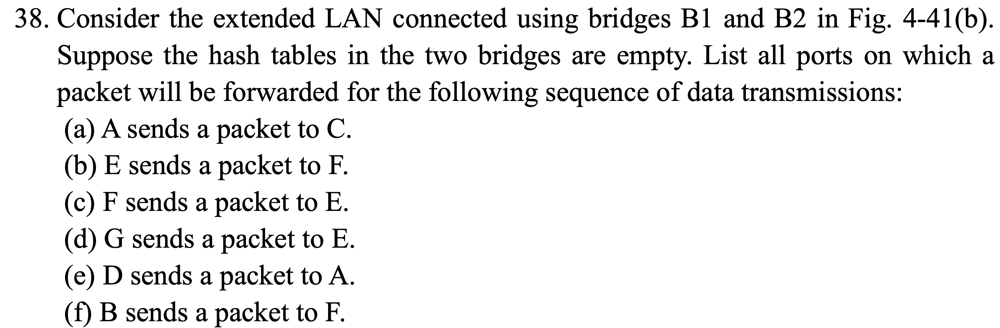 38. Consider the extended LAN connected using bridges B1 and B2 in Fig. 4-41(b).
Suppose the hash tables in the two bridges are empty. List all ports on which a
packet will be forwarded for the following sequence of data transmissions:
(a) A sends a packet to C.
(b) E sends a packet to F.
(c) F sends a packet to E.
(d) G sends a packet to E.
(e) D sends a packet to A.
(f) B sends a packet to F.